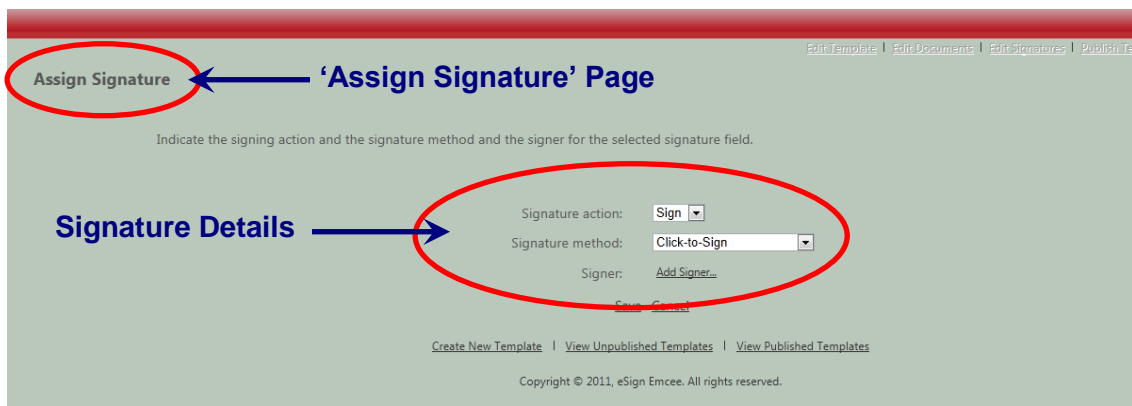 Edit Template | Edit Documents | Edit Signatures | Publish Te
Assign Signature
‘Assign Signature’ Page
Indicate the signing action and the signature method and the signer for the selected signature field.
Signature Details
Signature action: Sign
Signature method: Click-to-Sign
Signer: Add Signer...
Save Cancel
Create New Template | View Unpublished Templates | View Published Templates
Copyright © 2011, eSign Emcee. All rights reserved.